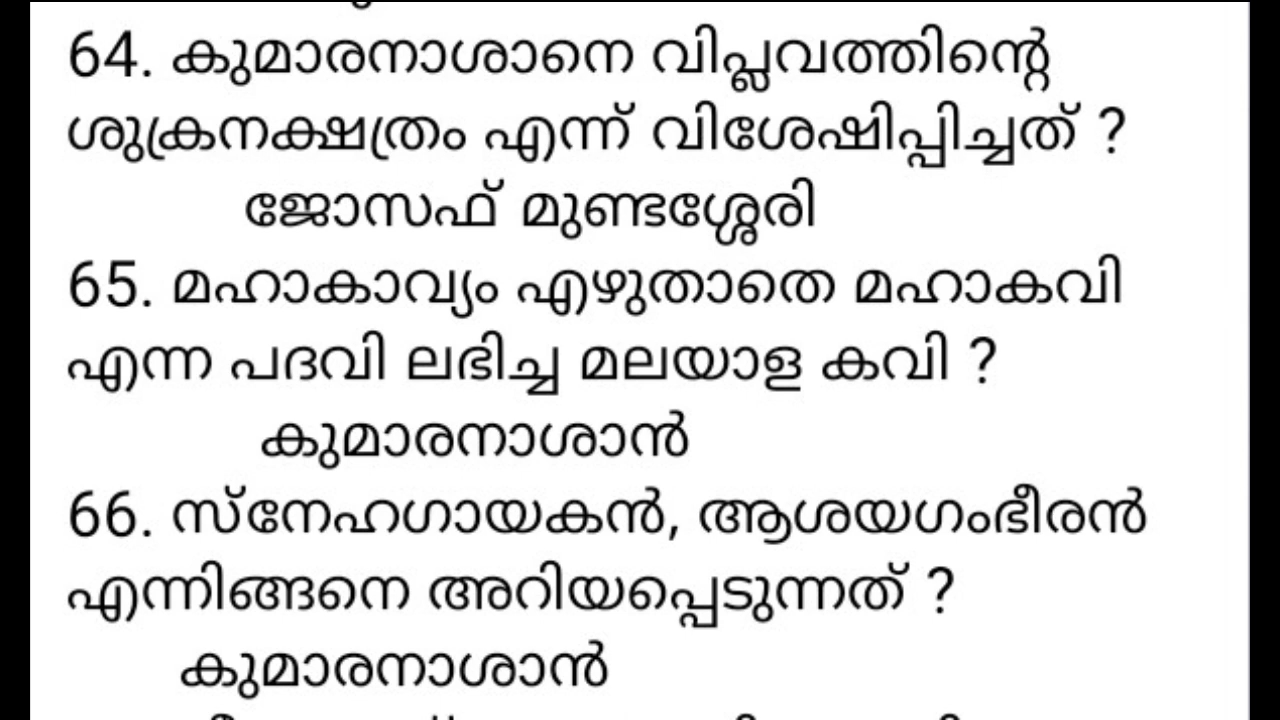 64. കുമാരനാശാനെ വിപ്ലവത്തിന്റെ
ശുക്രനക്ഷത്രം എന്ന് വിശേഷിപ്പിച്ചത് ?
ജോസഫ് മുണ്ടശ്ശേരി
65. മഹാകാവ്യം എഴുതാതെ മഹാകവി
എന്ന പദവി ലഭിച്ച മലയാള കവി ?
കുമാരനാശാൻ
66. സ്നേഹഗായകൻ, ആശയഗംഭീരൻ
എന്നിങ്ങനെ അറിയപ്പെടുന്നത് ?
കുമാരനാശാൻ